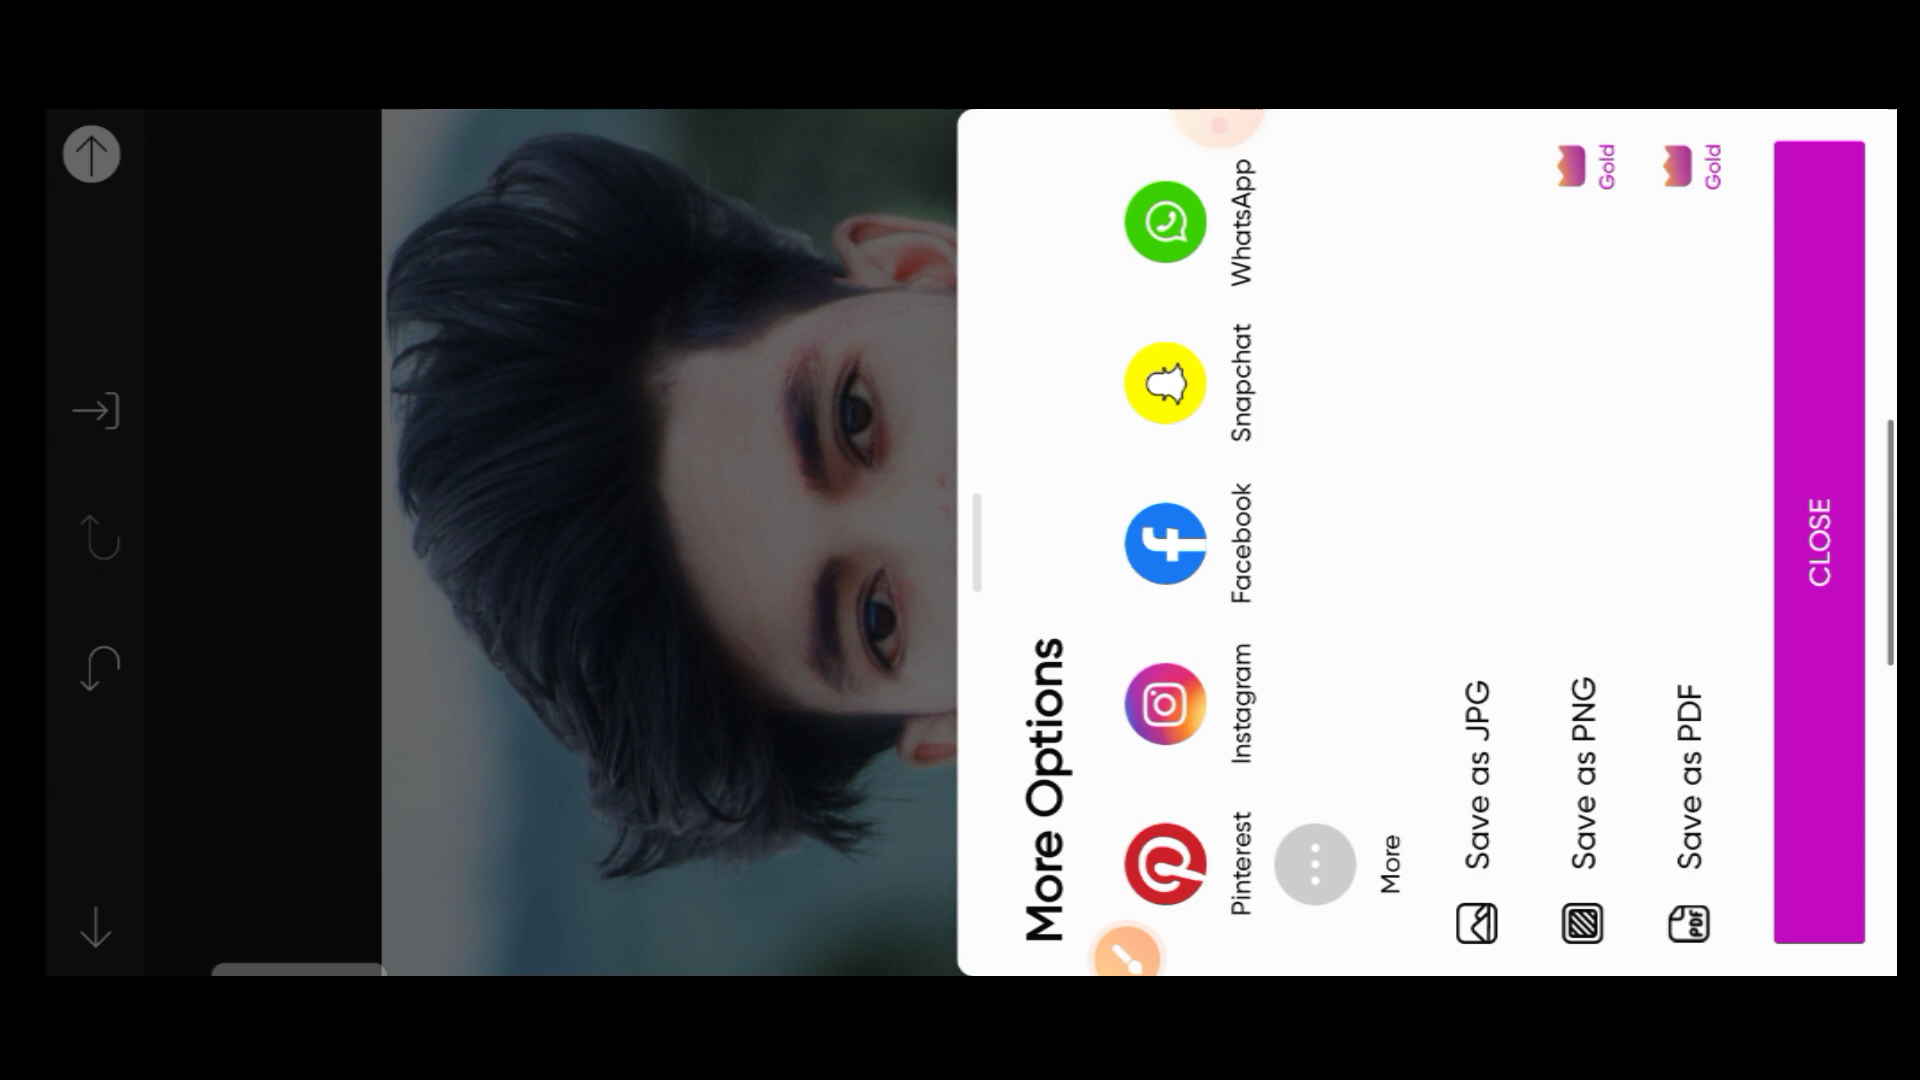 More Options
Pinterest
Instagram
Facebook
Snapchat
WhatsApp
More
Save as JPG
Save as PNG
Gold
PDF
Save as PDF
Gold
CLOSE